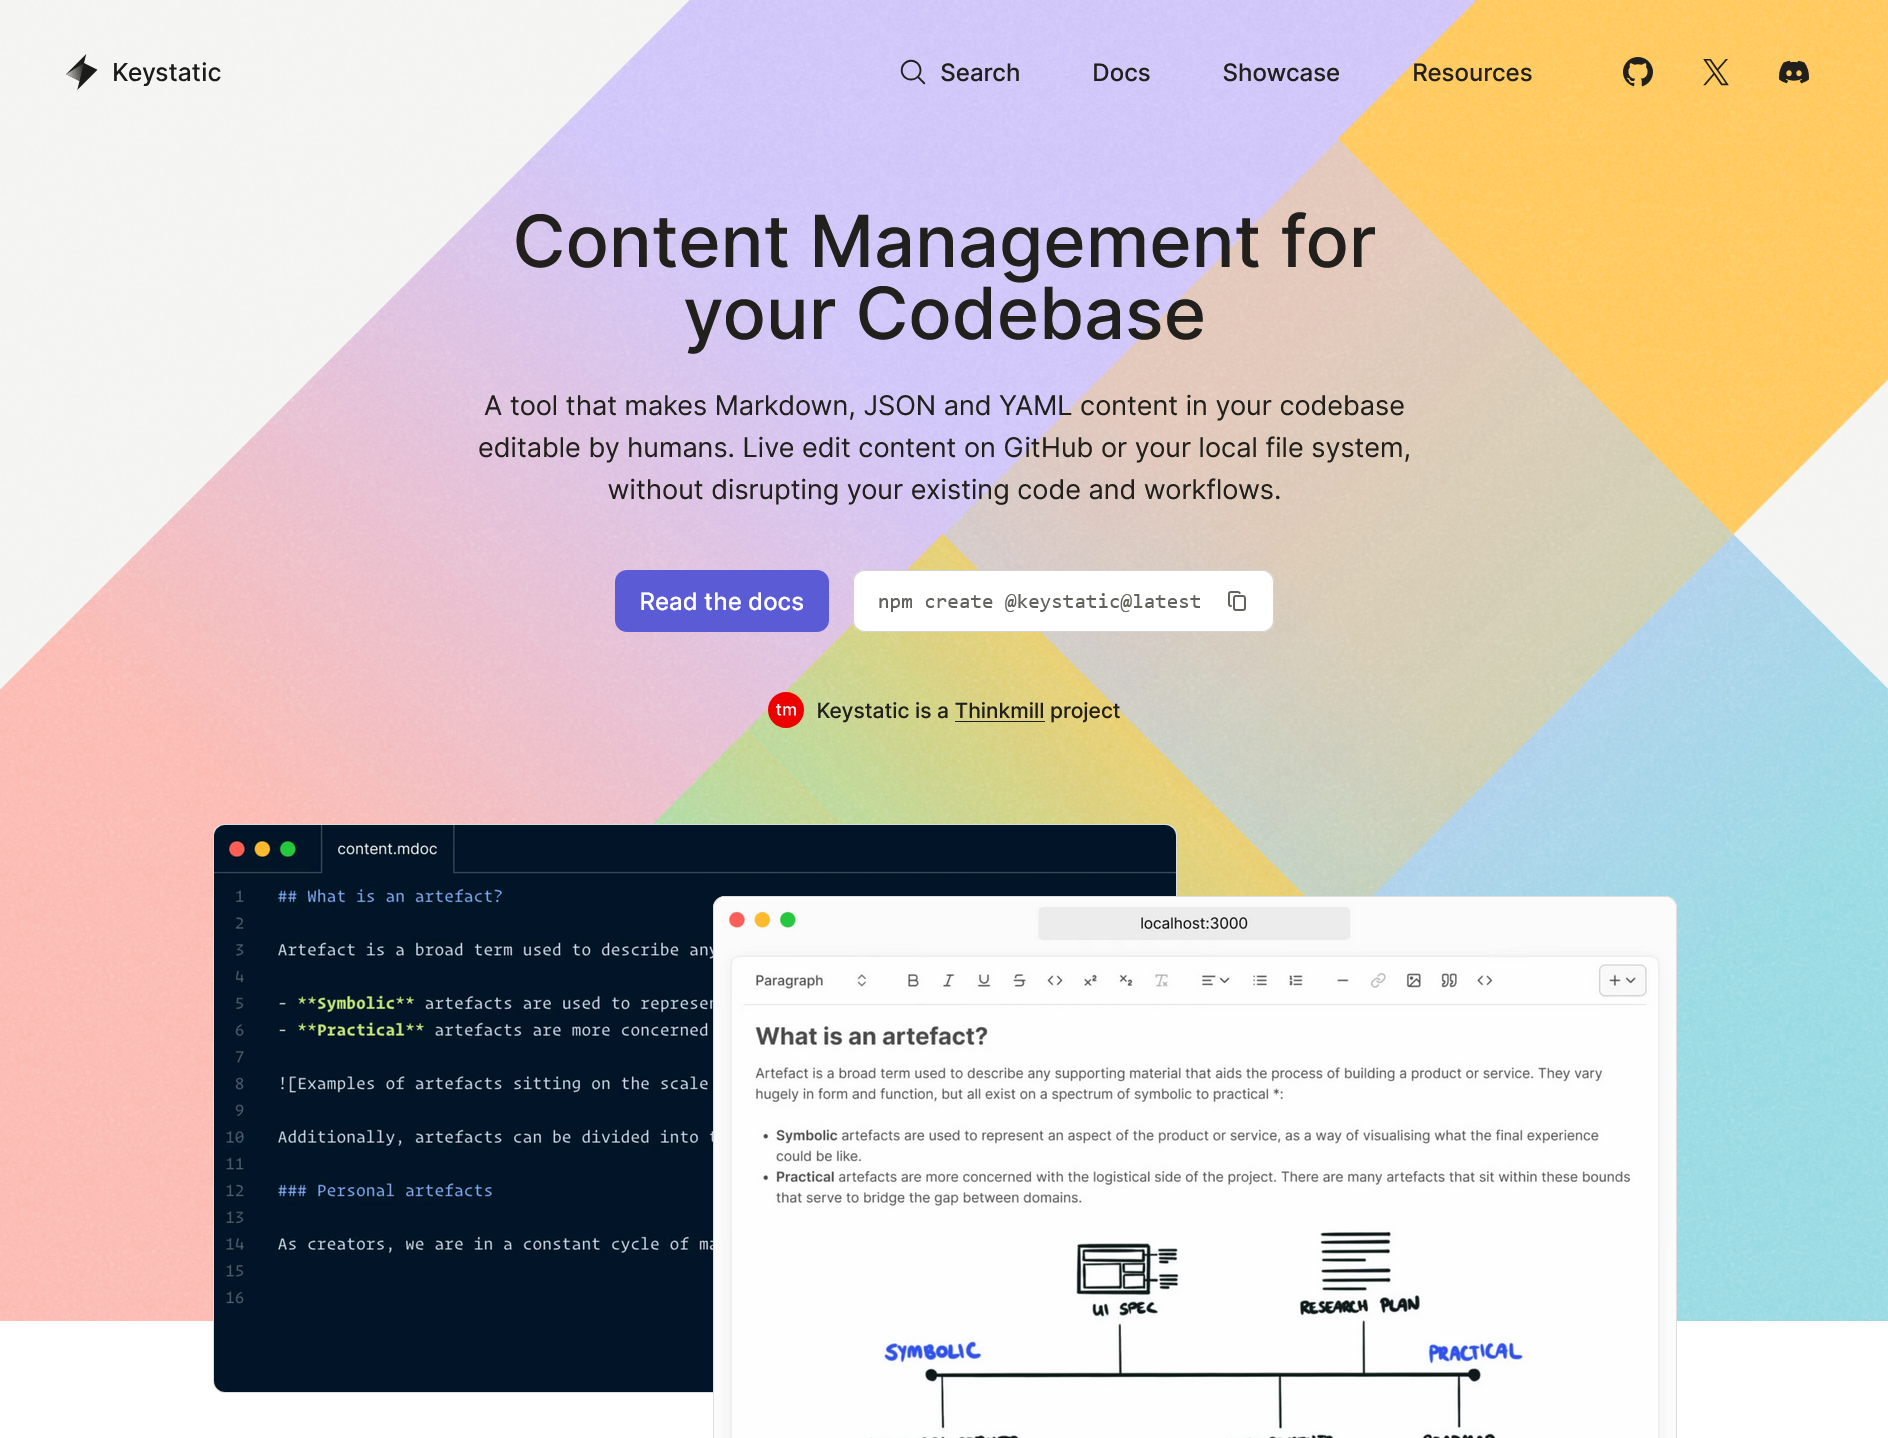 Keystatic
Search
Docs
Showcase
Resources
Content Management for
your Codebase
A tool that makes Markdown, JSON and YAML content in your codebase
editable by humans. Live edit content on GitHub or your local file system,
without disrupting your existing code and workflows.
Read the docs
npm create @keystatic@latest
tm Keystatic is a Thinkmill project
content.mdoc
1 ## What is an artefact?
2
3 Artefact is a broad term used to describe any
4
5 - **Symbolic** artefacts are used to represen
6 - **Practical** artefacts are more concerned
7
8 ![Examples of artefacts sitting on the scale
9
10 Additionally, artefacts can be divided into
11
12 ### Personal artefacts
13
14 As creators, we are in a constant cycle of ma
15
16
localhost:3000
Paragraph
What is an artefact?
Artefact is a broad term used to describe any supporting material that aids the process of building a product or service. They vary
hugely in form and function, but all exist on a spectrum of symbolic to practical *:
• Symbolic artefacts are used to represent an aspect of the product or service, as a way of visualising what the final experience
could be like.
• Practical artefacts are more concerned with the logistical side of the project. There are many artefacts that sit within these bounds
that serve to bridge the gap between domains.
UI SPEC
RESEARCH PLAN
SYMBOLIC
PRACTICAL